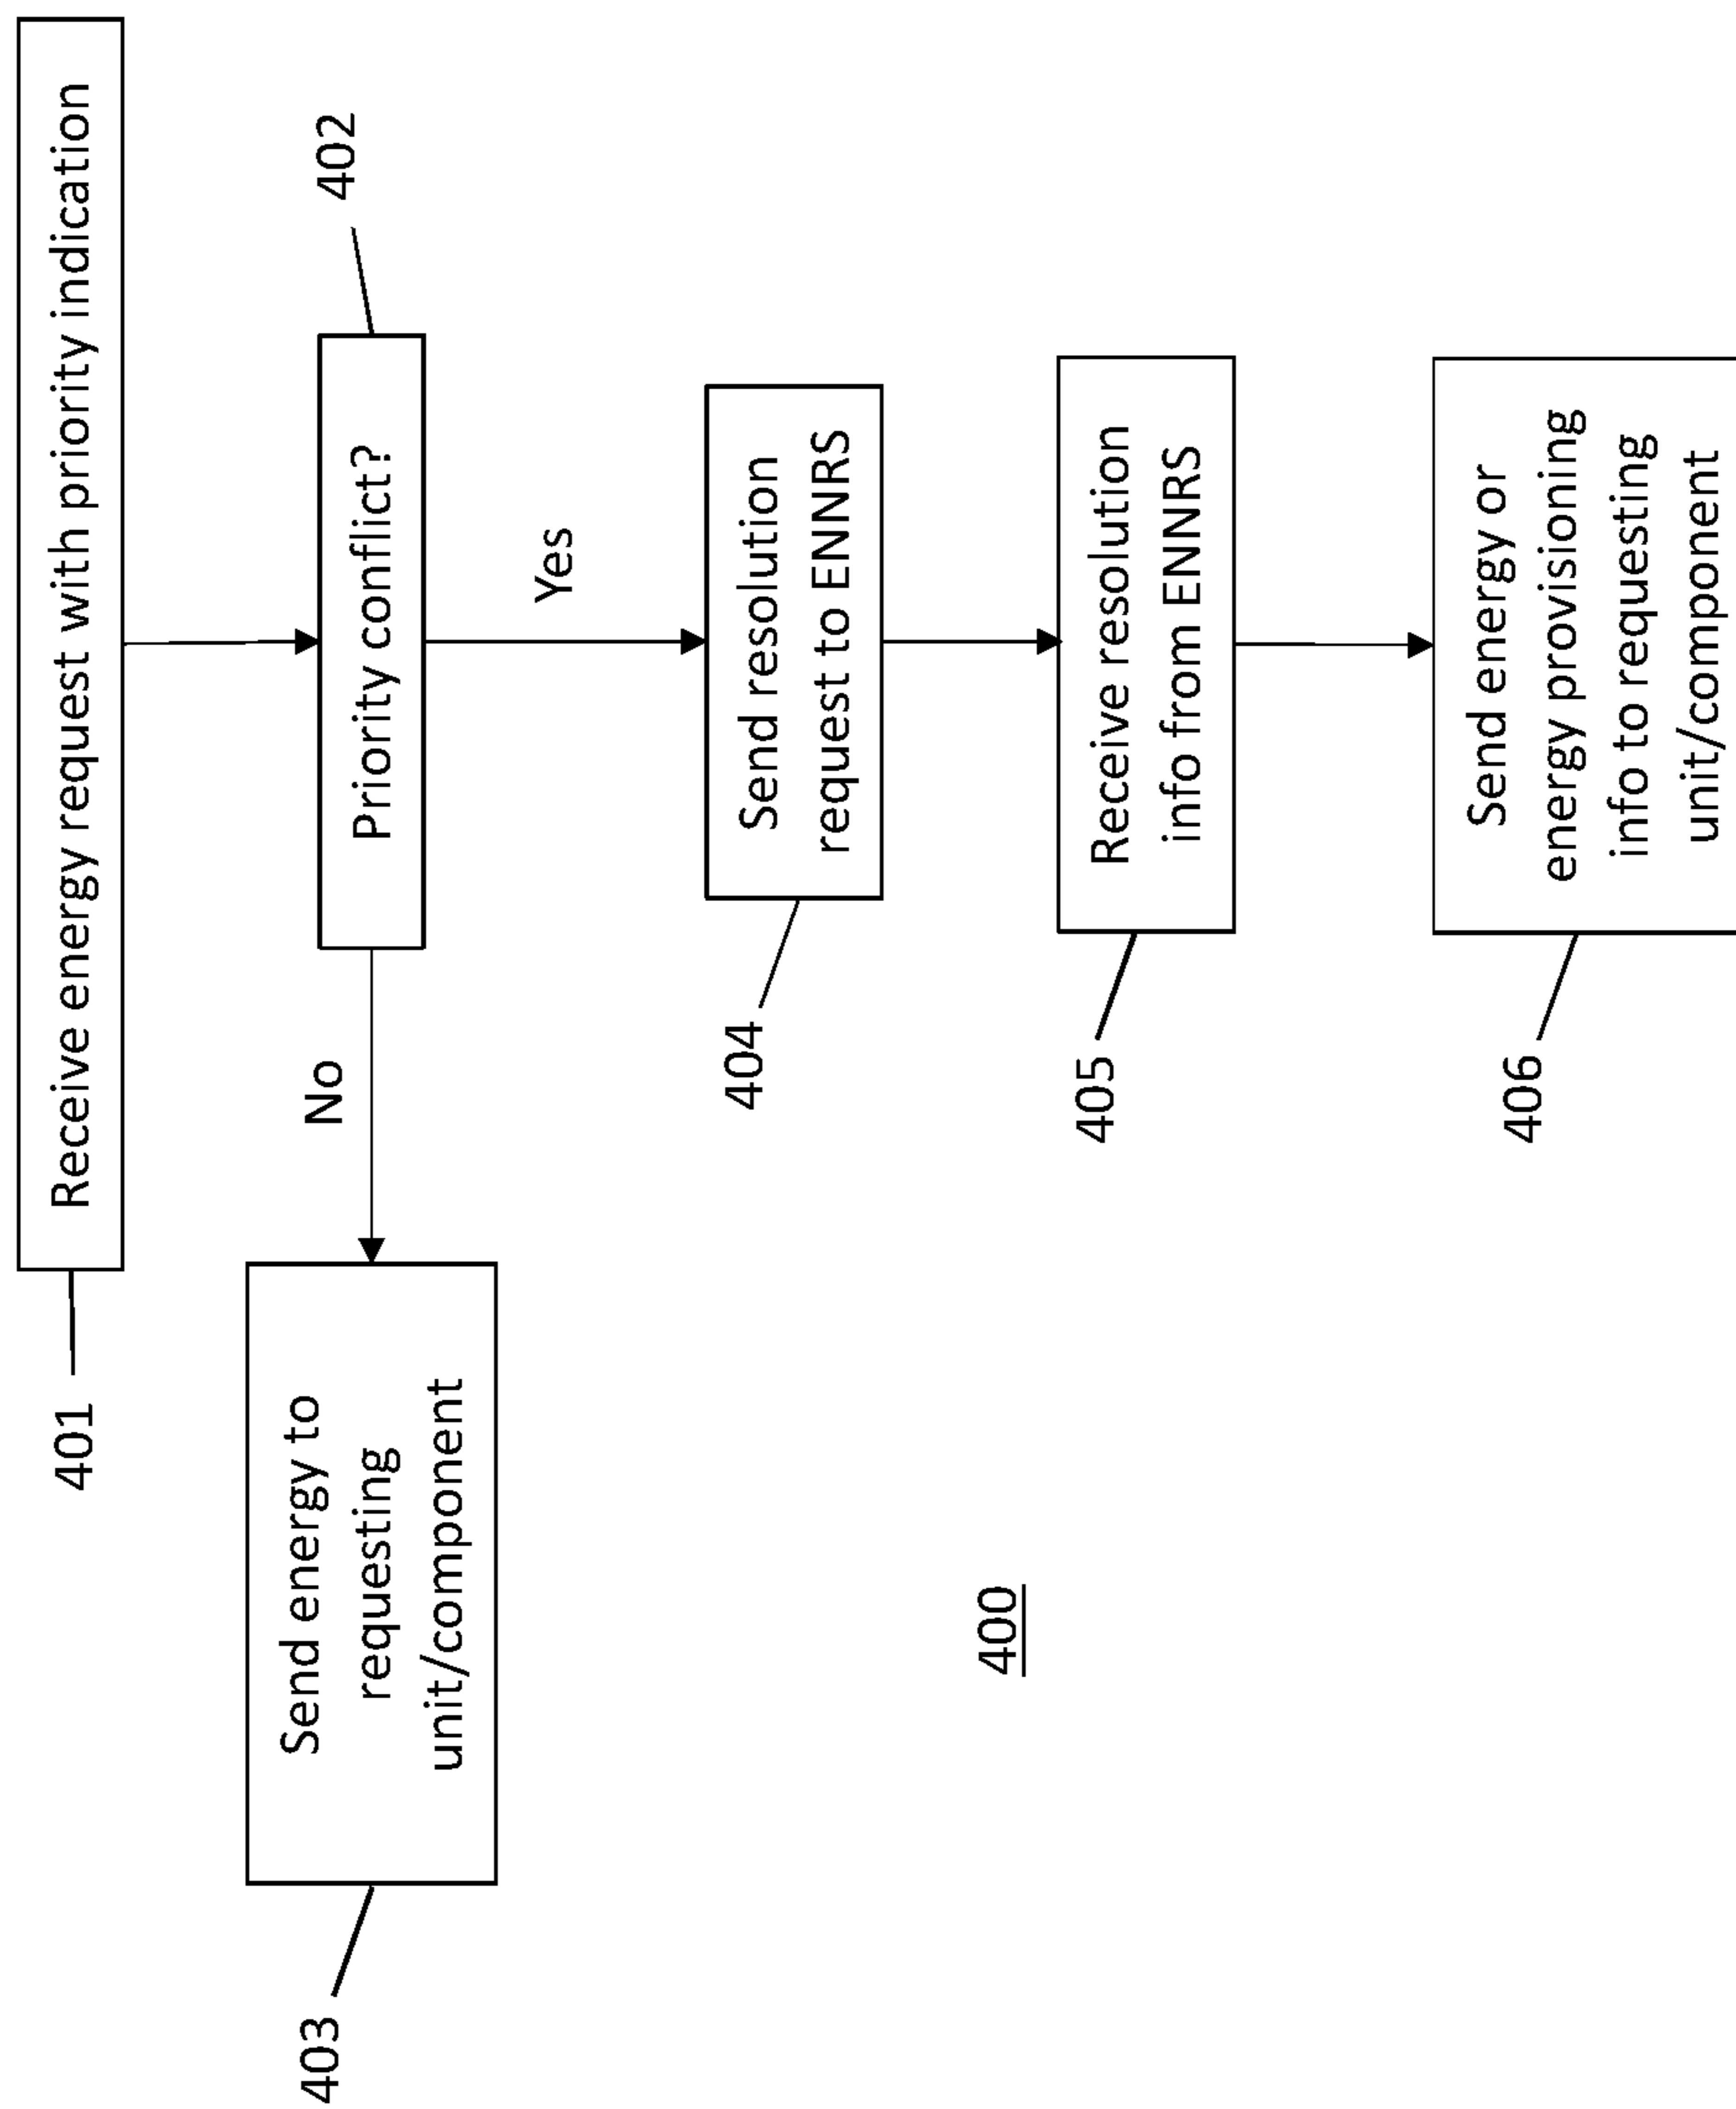 Receive energy request with priority indication
401
Priority conflict?
402
No
Yes
Send energy to
requesting
unit/component
403
Send resolution
request to ENNRS
404
Receive resolution
info from ENNRS
405
Send energy or
energy provisioning
info to requesting
unit/component
406
400